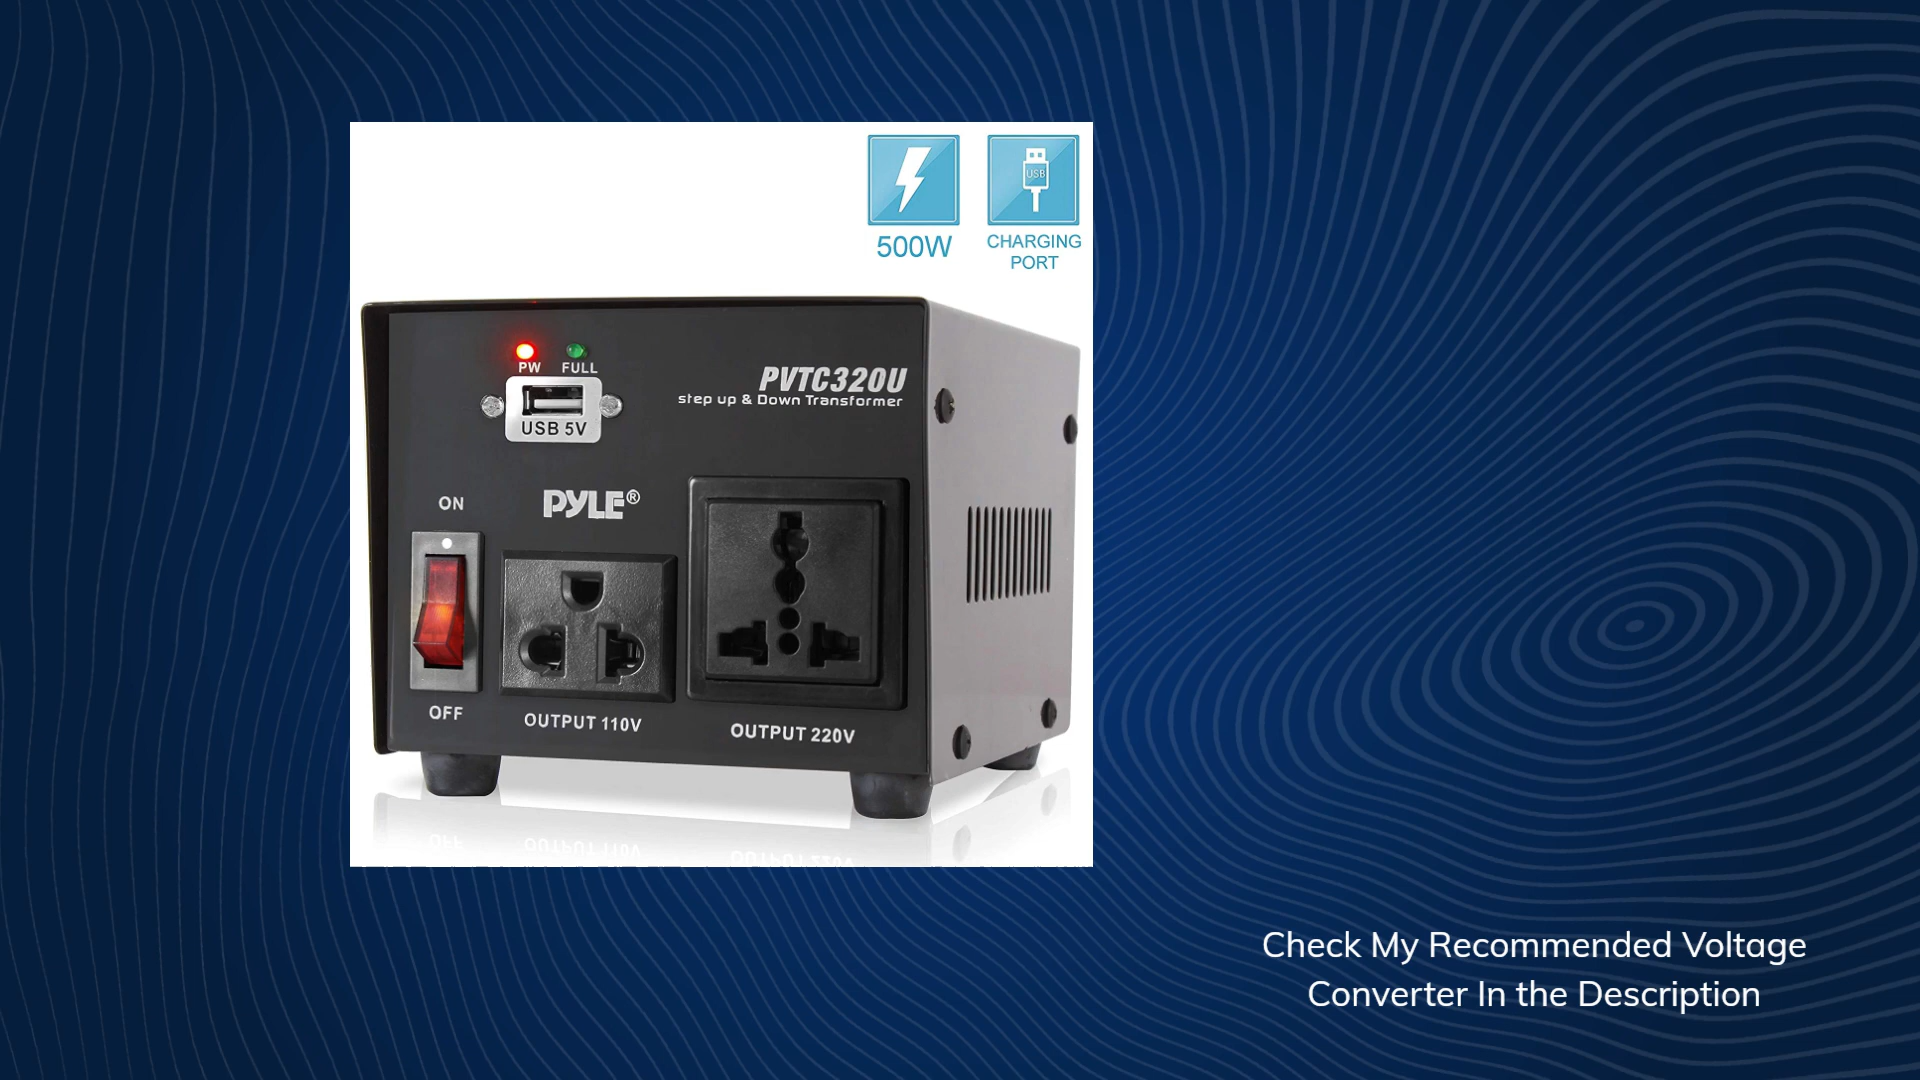 500W
USB
CHARGING
PORT
PW FULL
USB 5V
PVTC320U
step up & Down Transformer
PYLE®
ON
OFF
OUTPUT 110V
OUTPUT 220V
Check My Recommended Voltage
Converter In the Description